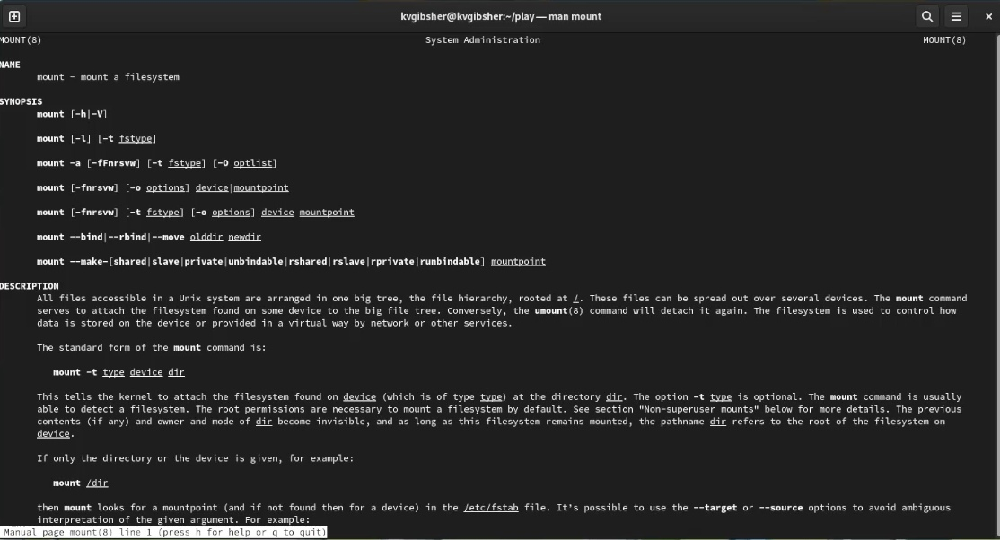 kvgibsher@kvgibsher:~/play — man mount
MOUNT(8) System Administration MOUNT(8)
NAME
mount - mount a filesystem
SYNOPSIS
mount [-h|-V]
mount [-l] [-t fstype]
mount -a [-fFnrsvw] [-t fstype] [-O optlist]
mount [-fnrsvw] [-o options] device|mountpoint
mount [-fnrsvw] [-t fstype] [-o options] device mountpoint
mount --bind|--rbind|--move olddir newdir
mount --make-[shared|slave|private|unbindable|rshared|rslave|rprivate|runbindable] mountpoint
DESCRIPTION
All files accessible in a Unix system are arranged in one big tree, the file hierarchy, rooted at /. These files can be spread out over several devices. The mount command
serves to attach the filesystem found on some device to the big file tree. Conversely, the umount(8) command will detach it again. The filesystem is used to control how
data is stored on the device or provided in a virtual way by network or other services.
The standard form of the mount command is:
mount -t type device dir
This tells the kernel to attach the filesystem found on device (which is of type type) at the directory dir. The option -t type is optional. The mount command is usually
able to detect a filesystem. The root permissions are necessary to mount a filesystem by default. See section "Non-superuser mounts" below for more details. The previous
contents (if any) and owner and mode of dir become invisible, and as long as this filesystem remains mounted, the pathname dir refers to the root of the filesystem on
device.
If only the directory or the device is given, for example:
mount /dir
then mount looks for a mountpoint (and if not found then for a device) in the /etc/fstab file. It’s possible to use the --target or --source options to avoid ambiguous
interpretation of the given argument. For example:
Manual page mount(8) line 1 (press h for help or q to quit)